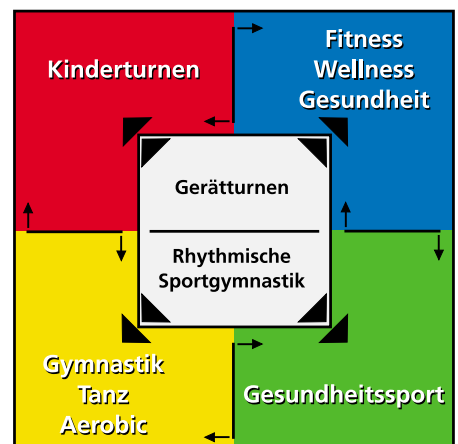 Kinderturnen
Fitness
Wellness
Gesundheit
Gerätturnen
Rhythmische
Sportgymnastik
Gymnastik
Tanz
Aerobic
Gesundheitssport